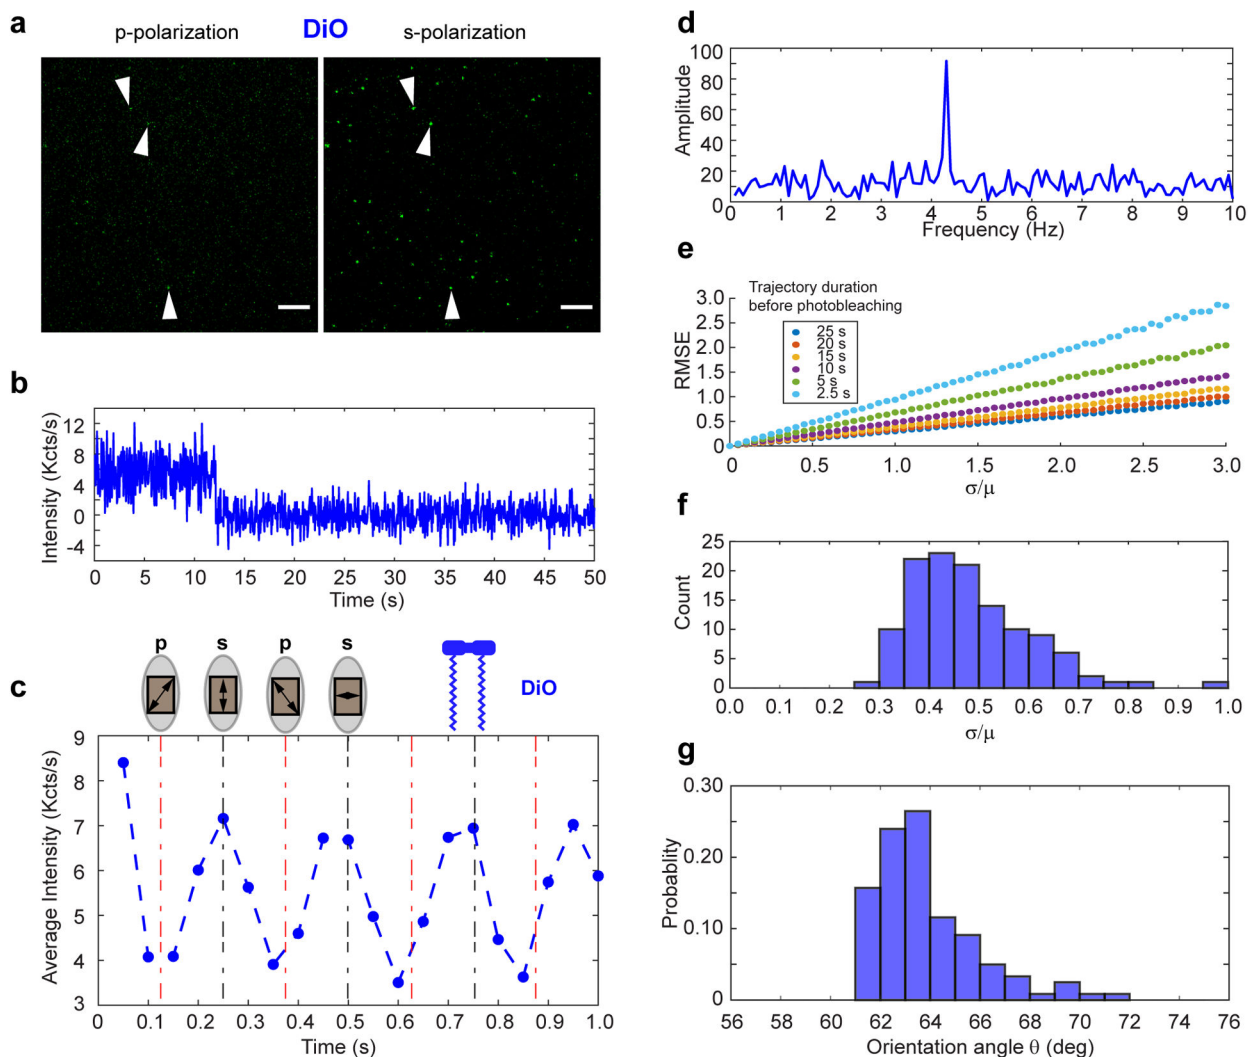 a
p-polarization DiO s-polarization
b
Intensity (Kcts/s)
12
8
4
0
-4
0 5 10 15 20 25 30 35 40 45 50
Time (s)
p s p s
c
DiO
Average Intensity (Kcts/s)
9
8
7
6
5
4
3
0 0.1 0.2 0.3 0.4 0.5 0.6 0.7 0.8 0.9 1.0
Time (s)
d
Amplitude
100
80
60
40
20
0
0 1 2 3 4 5 6 7 8 9 10
Frequency (Hz)
e
Trajectory duration
before photobleaching
25 s
20 s
15 s
10 s
5 s
2.5 s
RMSE
3.0
2.5
2.0
1.5
1.0
0.5
0
0 0.5 1.0 1.5 2.0 2.5 3.0
σ/μ
f
Count
25
20
15
10
5
0
0.0 0.1 0.2 0.3 0.4 0.5 0.6 0.7 0.8 0.9 1.0
σ/μ
g
Probablity
0.30
0.20
0.10
0
56 58 60 62 64 66 68 70 72 74 76
Orientation angle θ (deg)